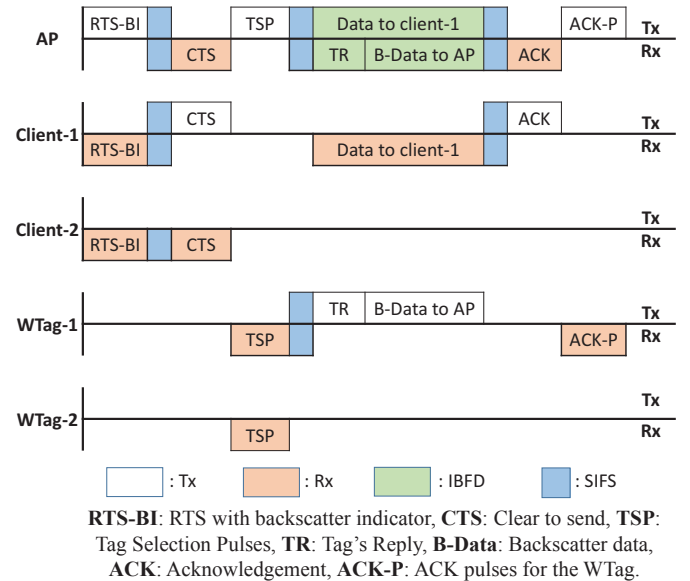 RTS-BI TSP Data to client-1 ACK-P Tx
AP
CTS TR B-Data to AP ACK Rx
CTS ACK Tx
Client-1
RTS-BI Data to client-1 Rx
Tx
Client-2
RTS-BI CTS Rx
TR B-Data to AP Tx
WTag-1
TSP ACK-P Rx
Tx
WTag-2
TSP Rx
: Tx : Rx : IBFD : SIFS
RTS-BI: RTS with backscatter indicator, CTS: Clear to send, TSP:
Tag Selection Pulses, TR: Tag's Reply, B-Data: Backscatter data,
ACK: Acknowledgement, ACK-P: ACK pulses for the WTag.